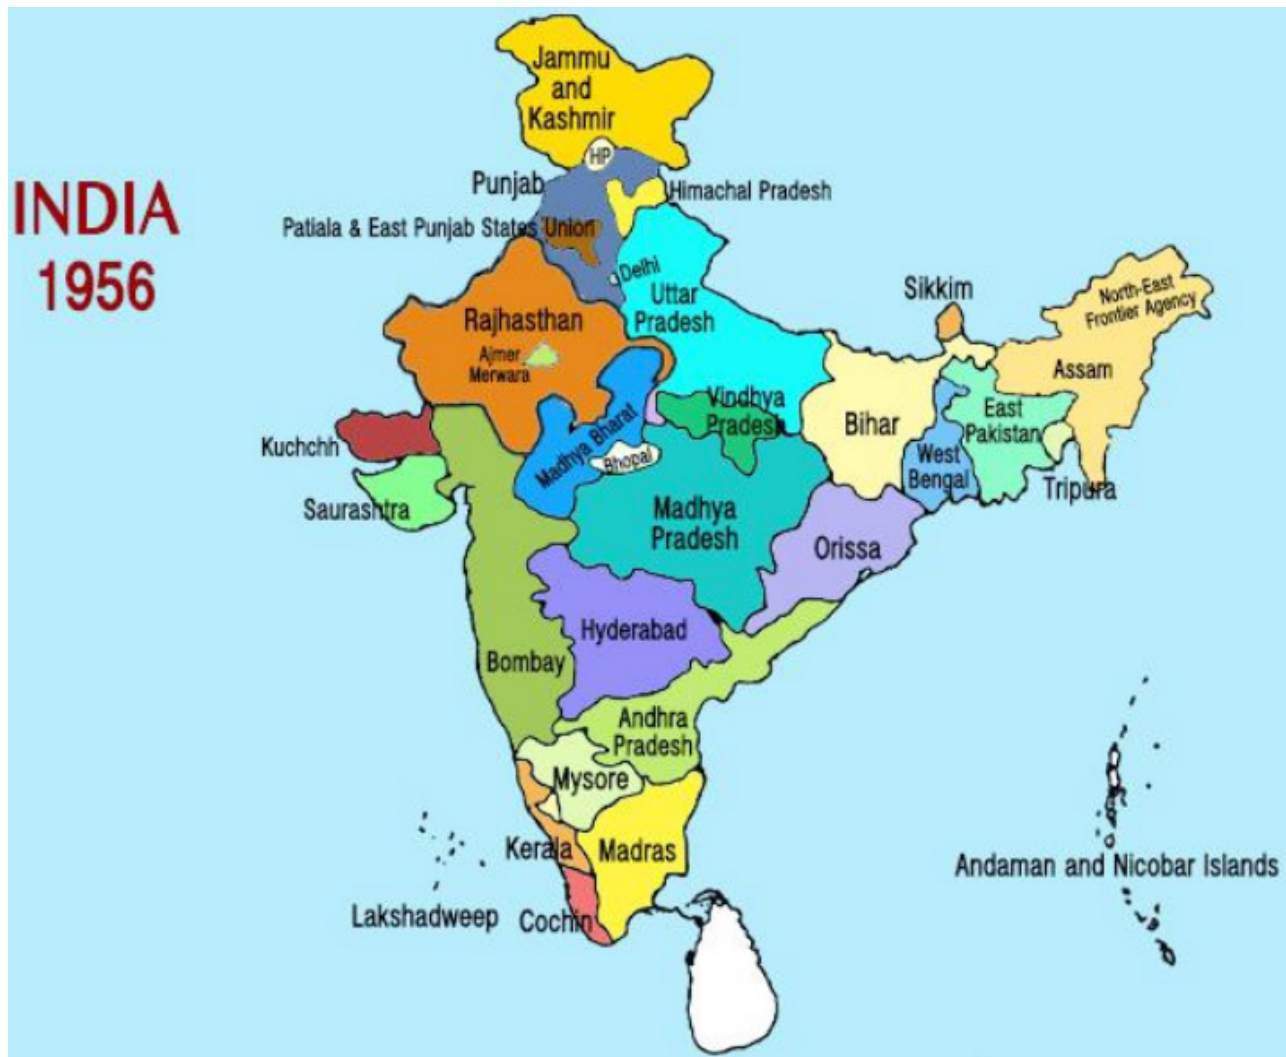 Jammu
and
Kashmir
HP
Punjab
Himachal Pradesh
INDIA
1956
Patiala & East Punjab States Union
Delhi
Uttar
Pradesh
Sikkim
North-East
Frontier Agency
Rajhasthan
Ajmer
Merwara
Assam
Vindhya
Pradesh
Bihar
East
Pakistan
Kuchchh
Madhya Bharat
Bhopal
West
Bengal
Tripura
Saurashtra
Madhya
Pradesh
Orissa
Hyderabad
Bombay
Andhra
Pradesh
Mysore
Kerala
Madras
Andaman and Nicobar Islands
Lakshadweep
Cochin